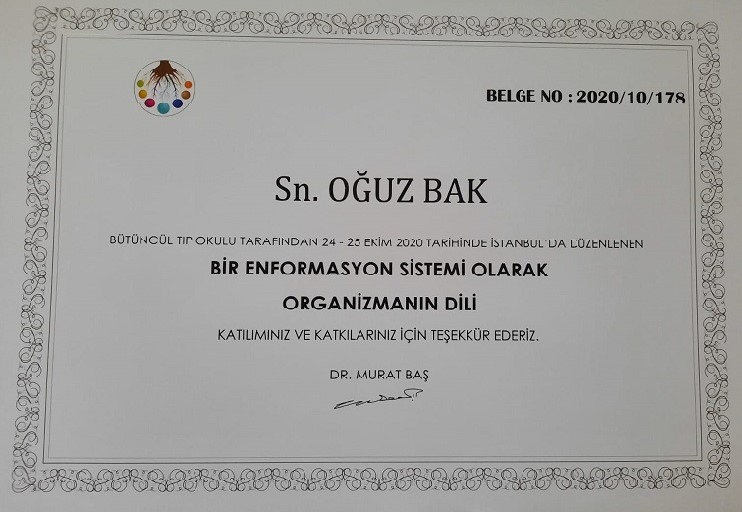 BELGE NO : 2020/10/178
Sn. OĞUZ BAK
BÜTÜNCÜL TIP OKULU TARAFINDAN 24 - 25 EKİM 2020 TARİHİNDE İSTANBUL'DA DÜZENLENEN
BİR ENFORMASYON SİSTEMİ OLARAK
ORGANİZMANIN DİLİ
KATILIMINIZ VE KATKILARINIZ İÇİN TEŞEKKÜR EDERİZ.
DR. MURAT BAŞ